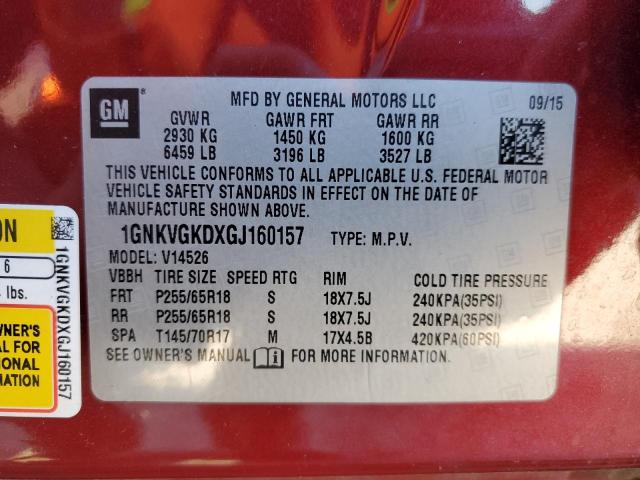 GM
MFD BY GENERAL MOTORS LLC 09/15
GVWR GAWR FRT GAWR RR
2930 KG 1450 KG 1600 KG
6459 LB 3196 LB 3527 LB
THIS VEHICLE CONFORMS TO ALL APPLICABLE U.S. FEDERAL MOTOR
VEHICLE SAFETY STANDARDS IN EFFECT ON THE DATE OF
MANUFACTURE SHOWN ABOVE.
1GNKVGKDXGJ160157 TYPE: M.P.V.
MODEL: V14526
VBBH TIRE SIZE SPEED RTG RIM COLD TIRE PRESSURE
FRT P255/65R18 S 18X7.5J 240KPA(35PSI)
RR P255/65R18 S 18X7.5J 240KPA(35PSI)
SPA T145/70R17 M 17X4.5B 420KPA(60PSI)
SEE OWNER'S MANUAL FOR MORE INFORMATION.
ON
6
lbs.
WNER'S
1GNKVGKDXGJ160157